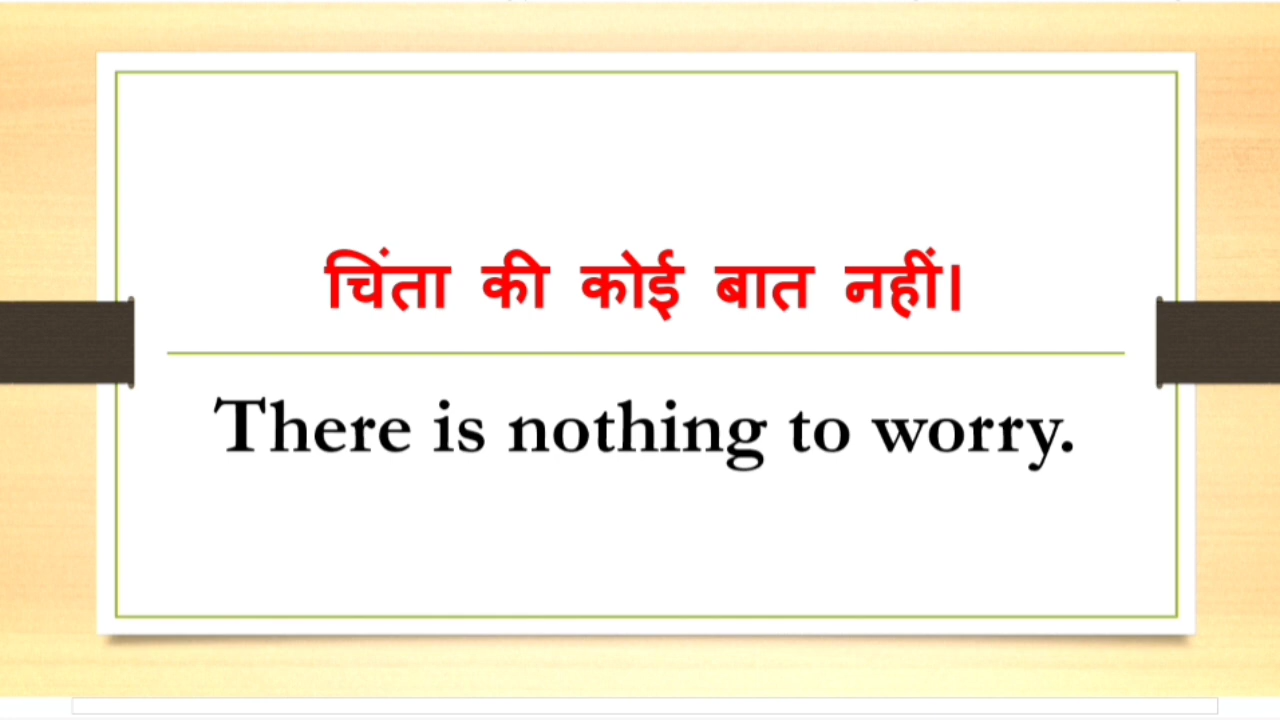 चिंता की कोई बात नहीं।
There is nothing to worry.